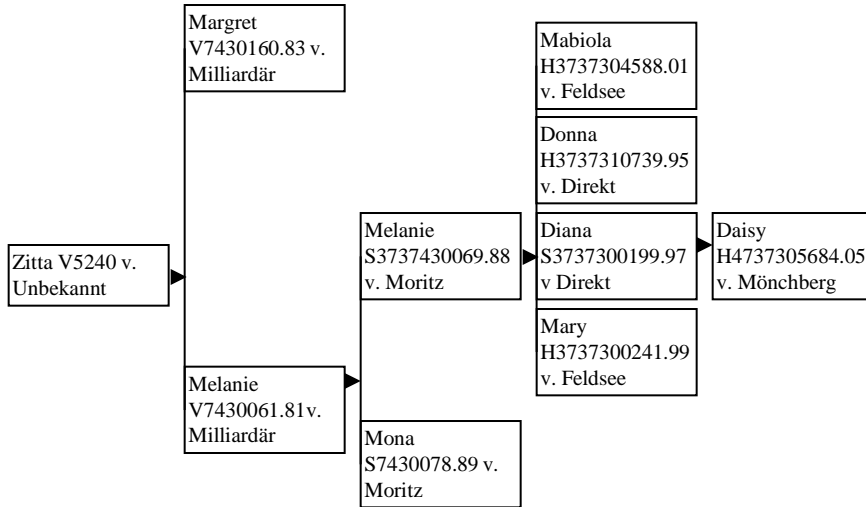 Zitta V5240 v.
Unbekannt
Margret
V7430160.83 v.
Milliardär
Melanie
V7430061.81v.
Milliardär
Melanie
S3737430069.88
v. Moritz
Mona
S7430078.89 v.
Moritz
Mabiola
H3737304588.01
v. Feldsee
Donna
H3737310739.95
v. Direkt
Diana
S3737300199.97
v Direkt
Mary
H3737300241.99
v. Feldsee
Daisy
H4737305684.05
v. Mönchberg